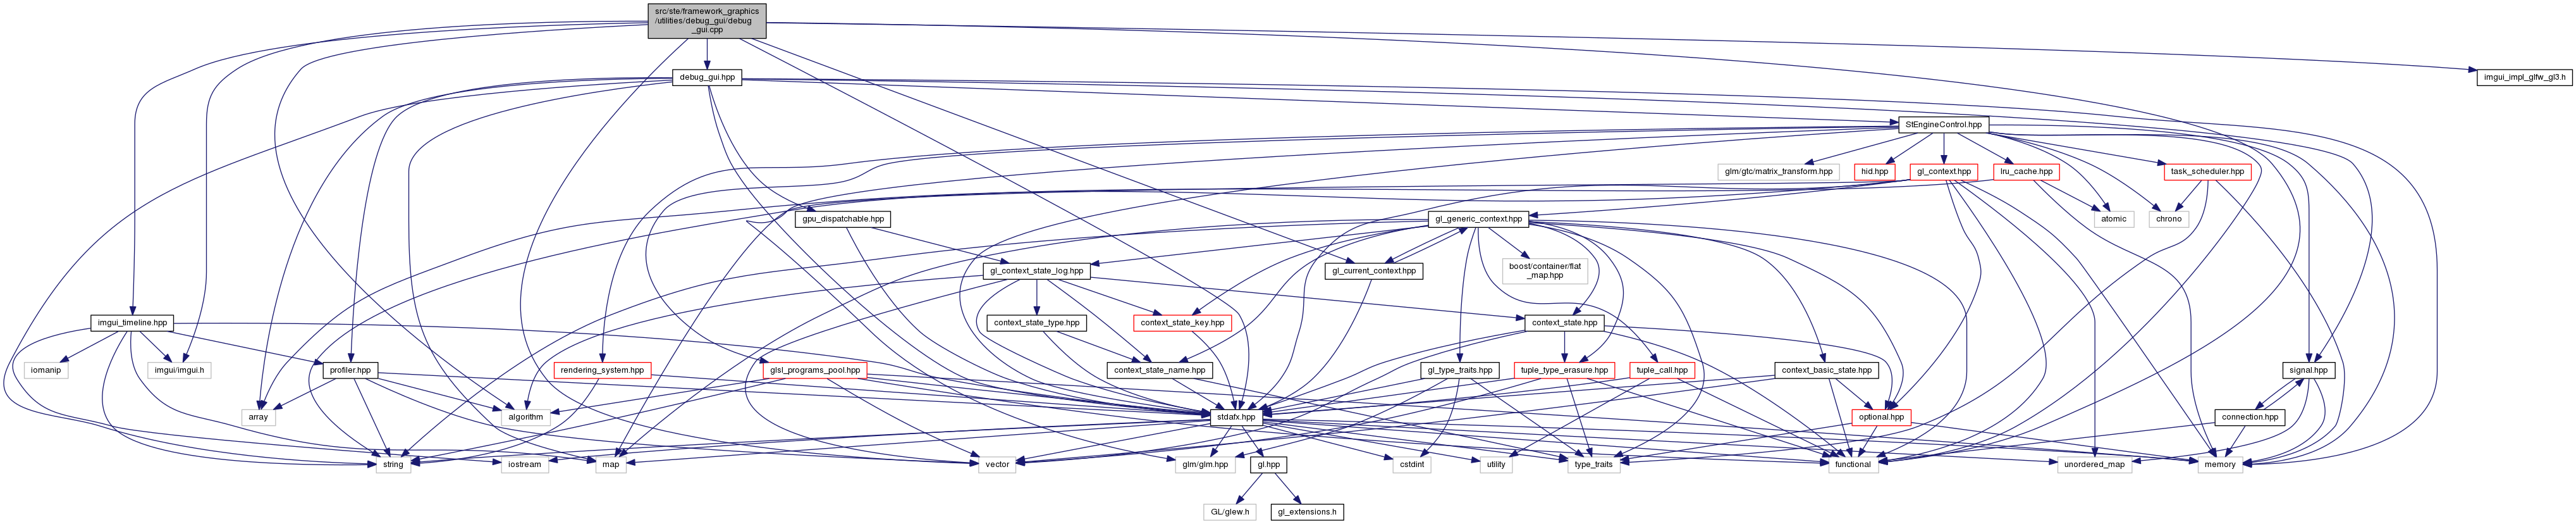 src/ste/framework_graphics
/utilities/debug_gui/debug
_gui.cpp
debug_gui.hpp
imgui_impl_glfw_gl3.h
StEngineControl.hpp
glm/gtc/matrix_transform.hpp
hid.hpp
gl_context.hpp
lru_cache.hpp
task_scheduler.hpp
gpu_dispatchable.hpp
gl_generic_context.hpp
atomic
chrono
gl_context_state_log.hpp
gl_current_context.hpp
boost/container/flat
_map.hpp
imgui_timeline.hpp
context_state_type.hpp
context_state_key.hpp
context_state.hpp
iomanip
imgui/imgui.h
profiler.hpp
rendering_system.hpp
glsl_programs_pool.hpp
context_state_name.hpp
gl_type_traits.hpp
tuple_type_erasure.hpp
tuple_call.hpp
context_basic_state.hpp
signal.hpp
array
algorithm
stdafx.hpp
optional.hpp
connection.hpp
string
iostream
map
vector
glm/glm.hpp
gl.hpp
cstdint
utility
type_traits
functional
unordered_map
memory
GL/glew.h
gl_extensions.h